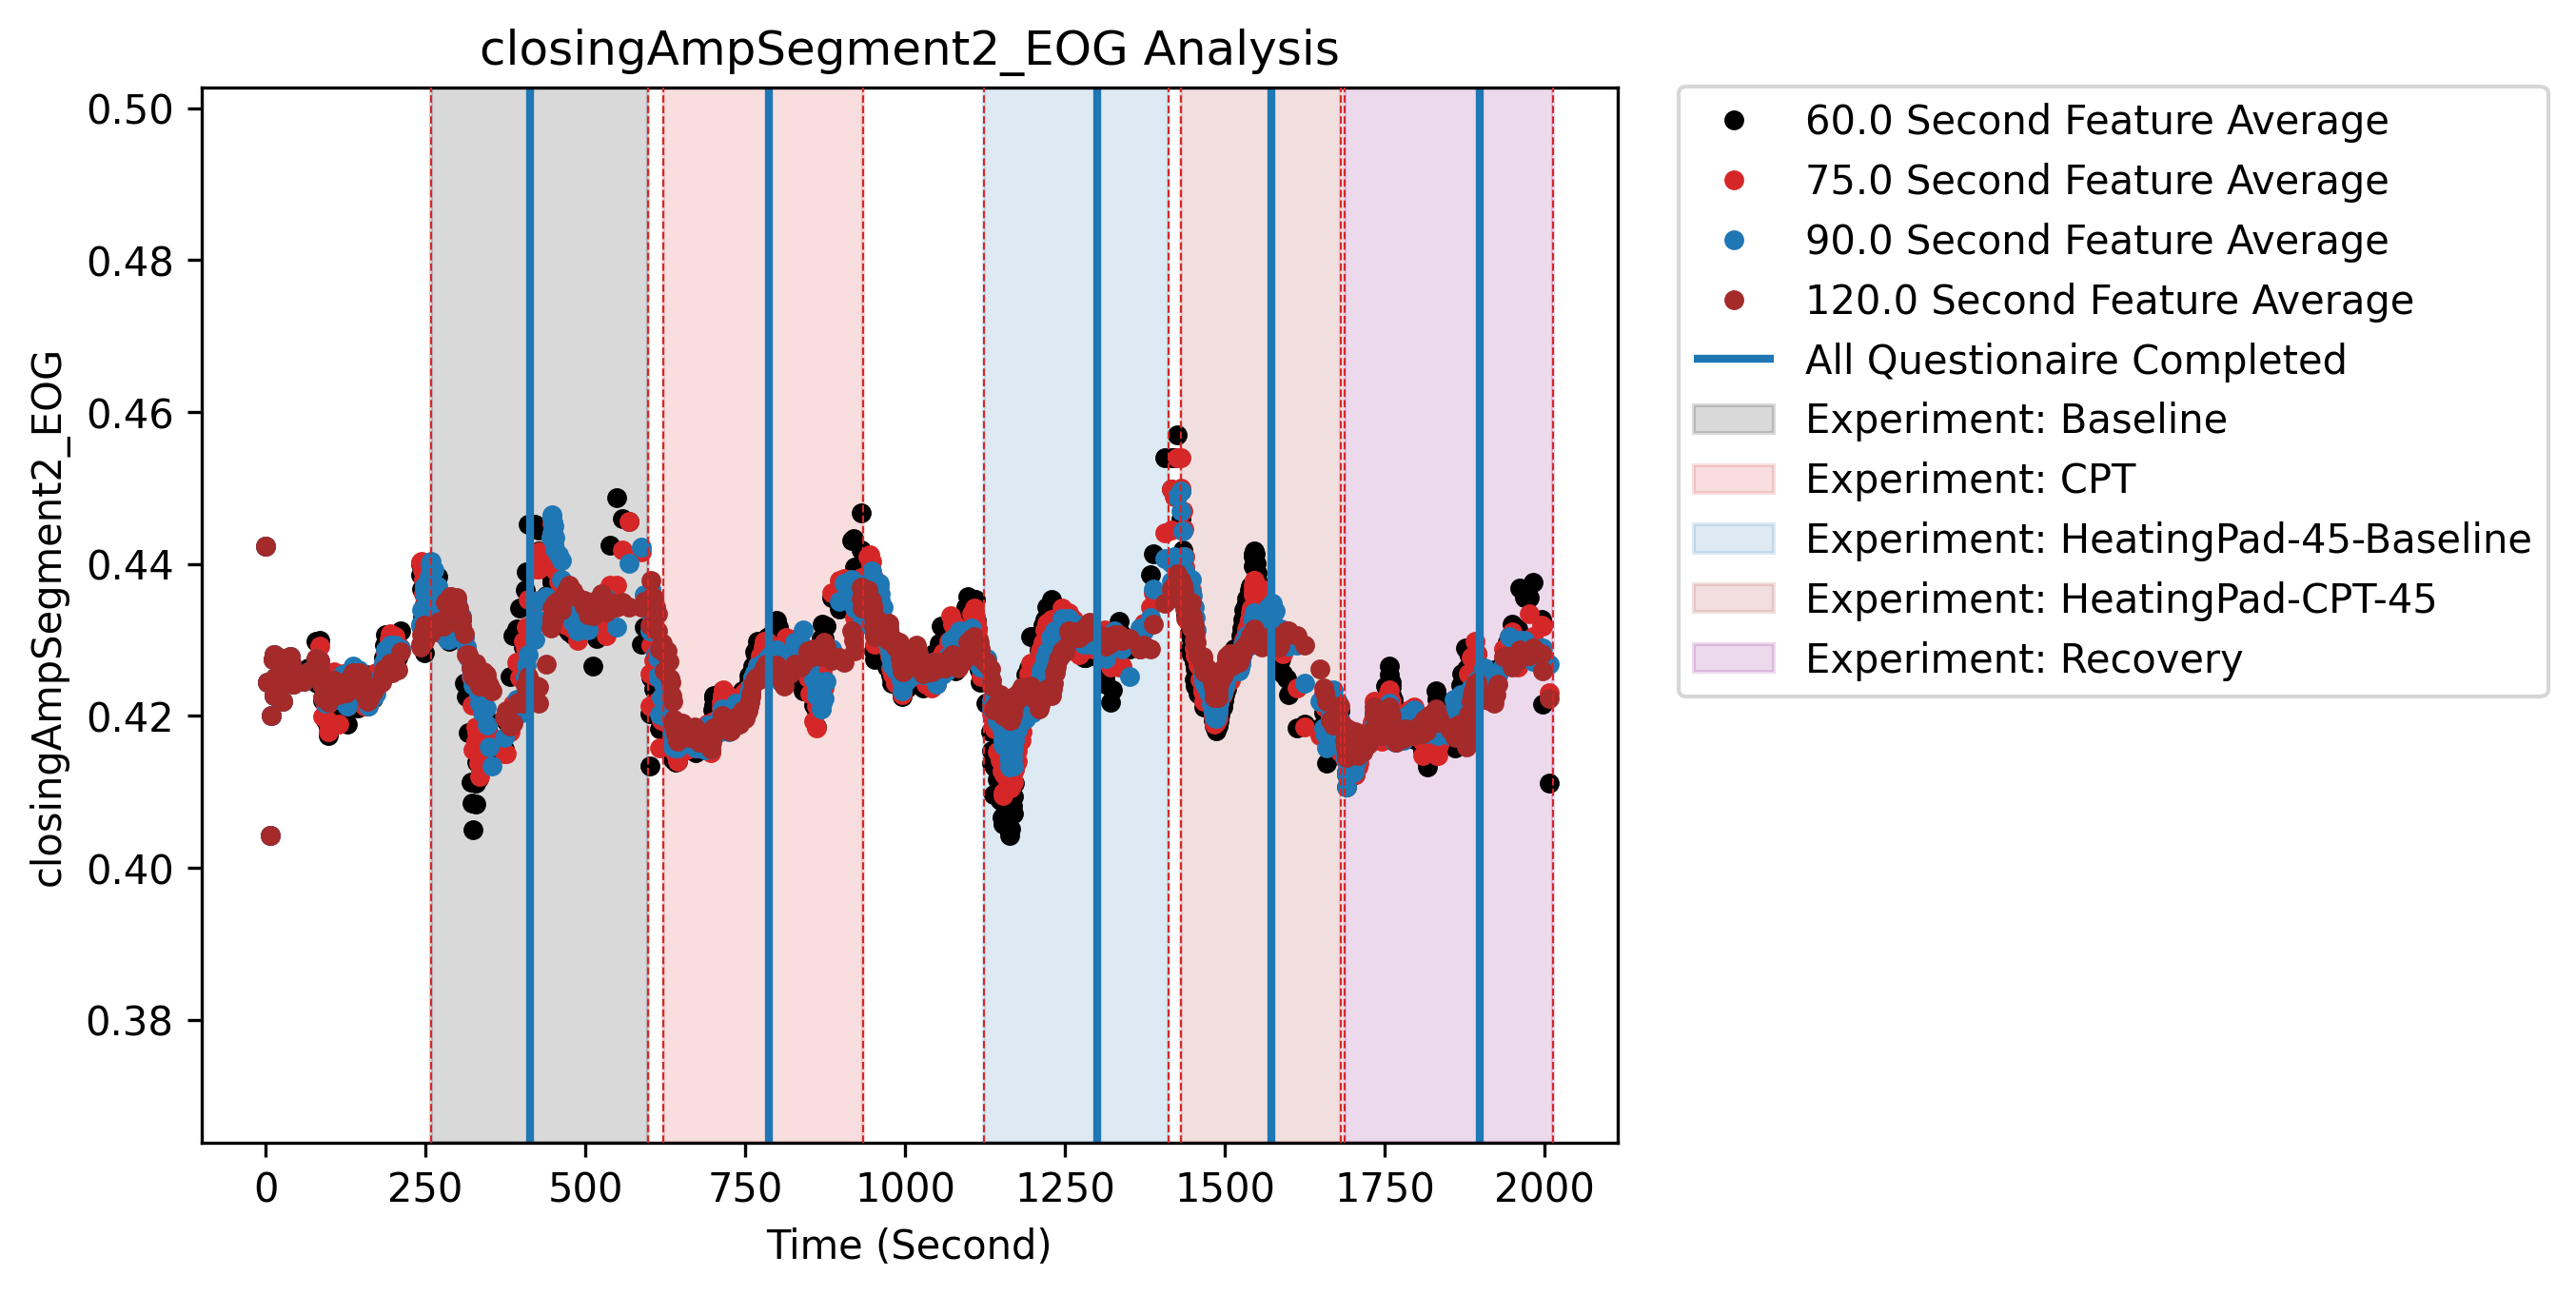 closingAmpSegment2_EOG Analysis
closingAmpSegment2_EOG
0.50
0.48
0.46
0.44
0.42
0.40
0.38
0 250 500 750 1000 1250 1500 1750 2000
Time (Second)
60.0 Second Feature Average
75.0 Second Feature Average
90.0 Second Feature Average
120.0 Second Feature Average
All Questionaire Completed
Experiment: Baseline
Experiment: CPT
Experiment: HeatingPad-45-Baseline
Experiment: HeatingPad-CPT-45
Experiment: Recovery